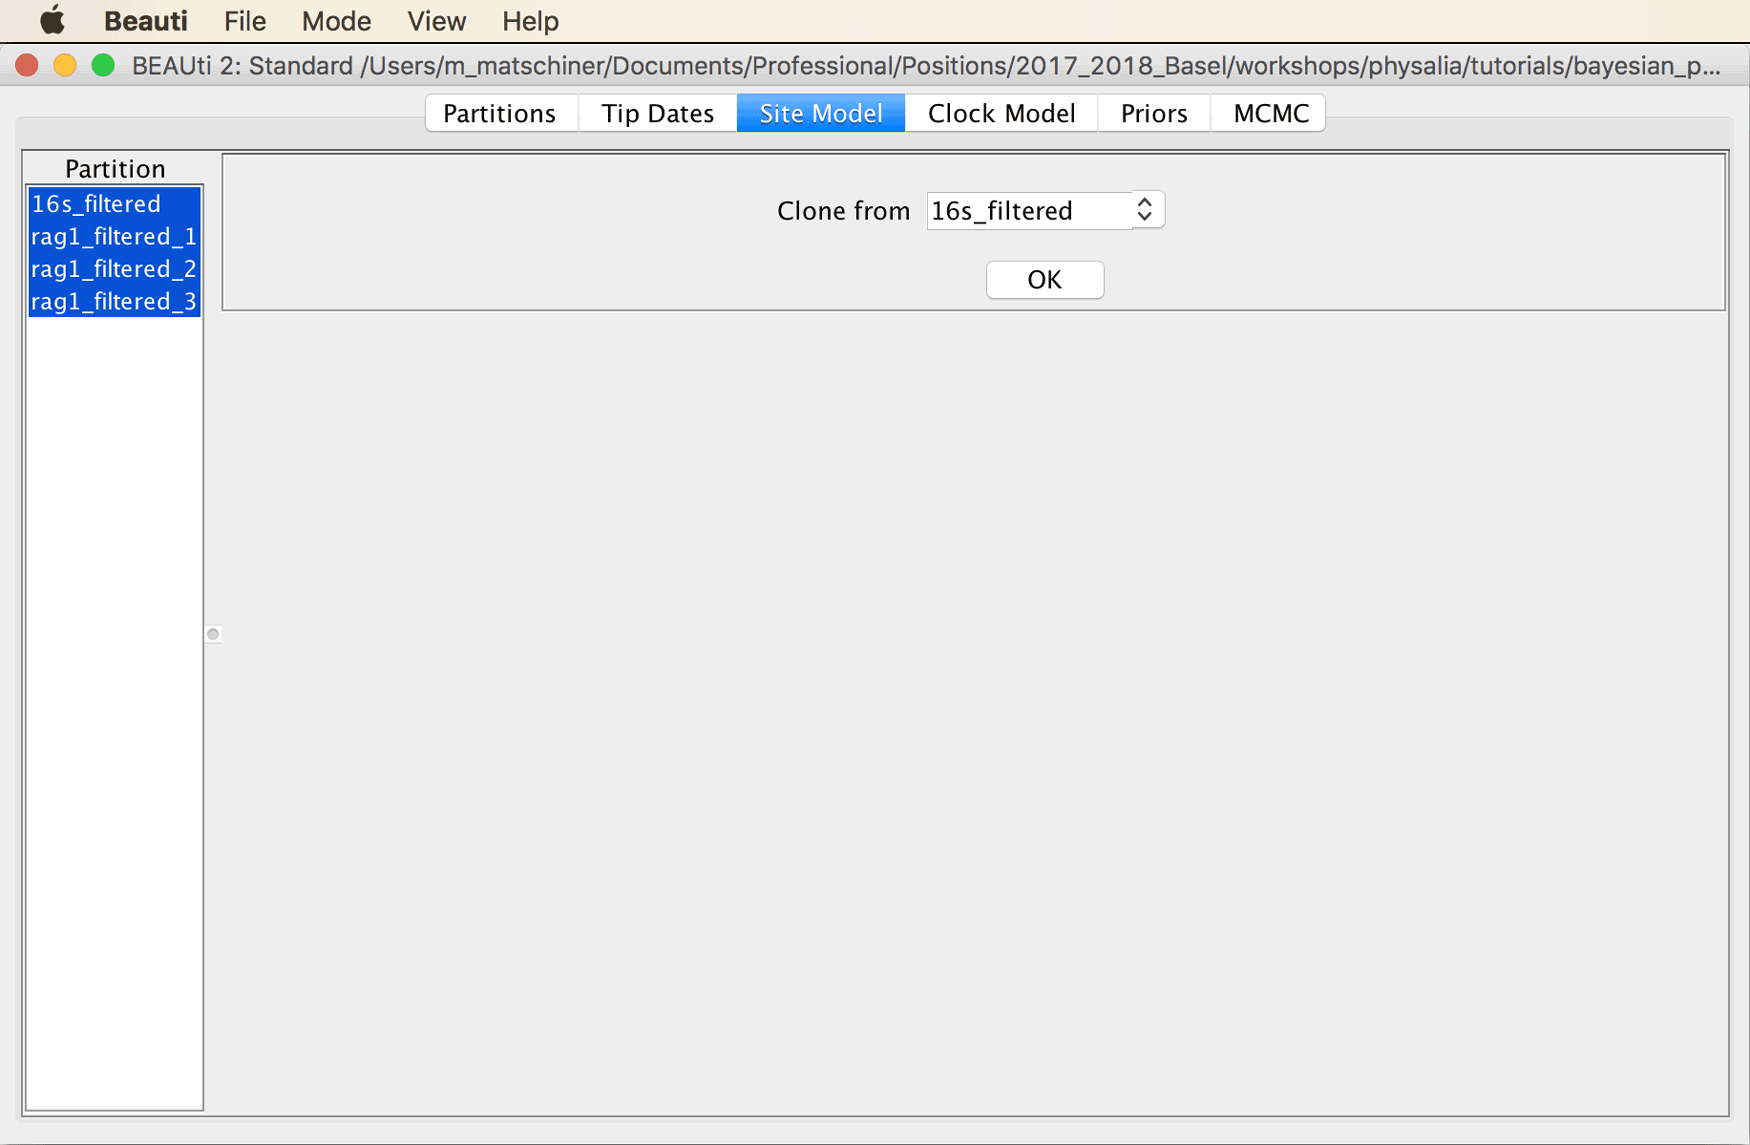 Beauti File Mode View Help
BEAUti 2: Standard /Users/m_matschiner/Documents/Professional/Positions/2017_2018_Basel/workshops/physalia/tutorials/bayesian_p...
Partitions Tip Dates Site Model Clock Model Priors MCMC
Partition
16s_filtered
rag1_filtered_1
rag1_filtered_2
rag1_filtered_3
Clone from 16s_filtered
OK